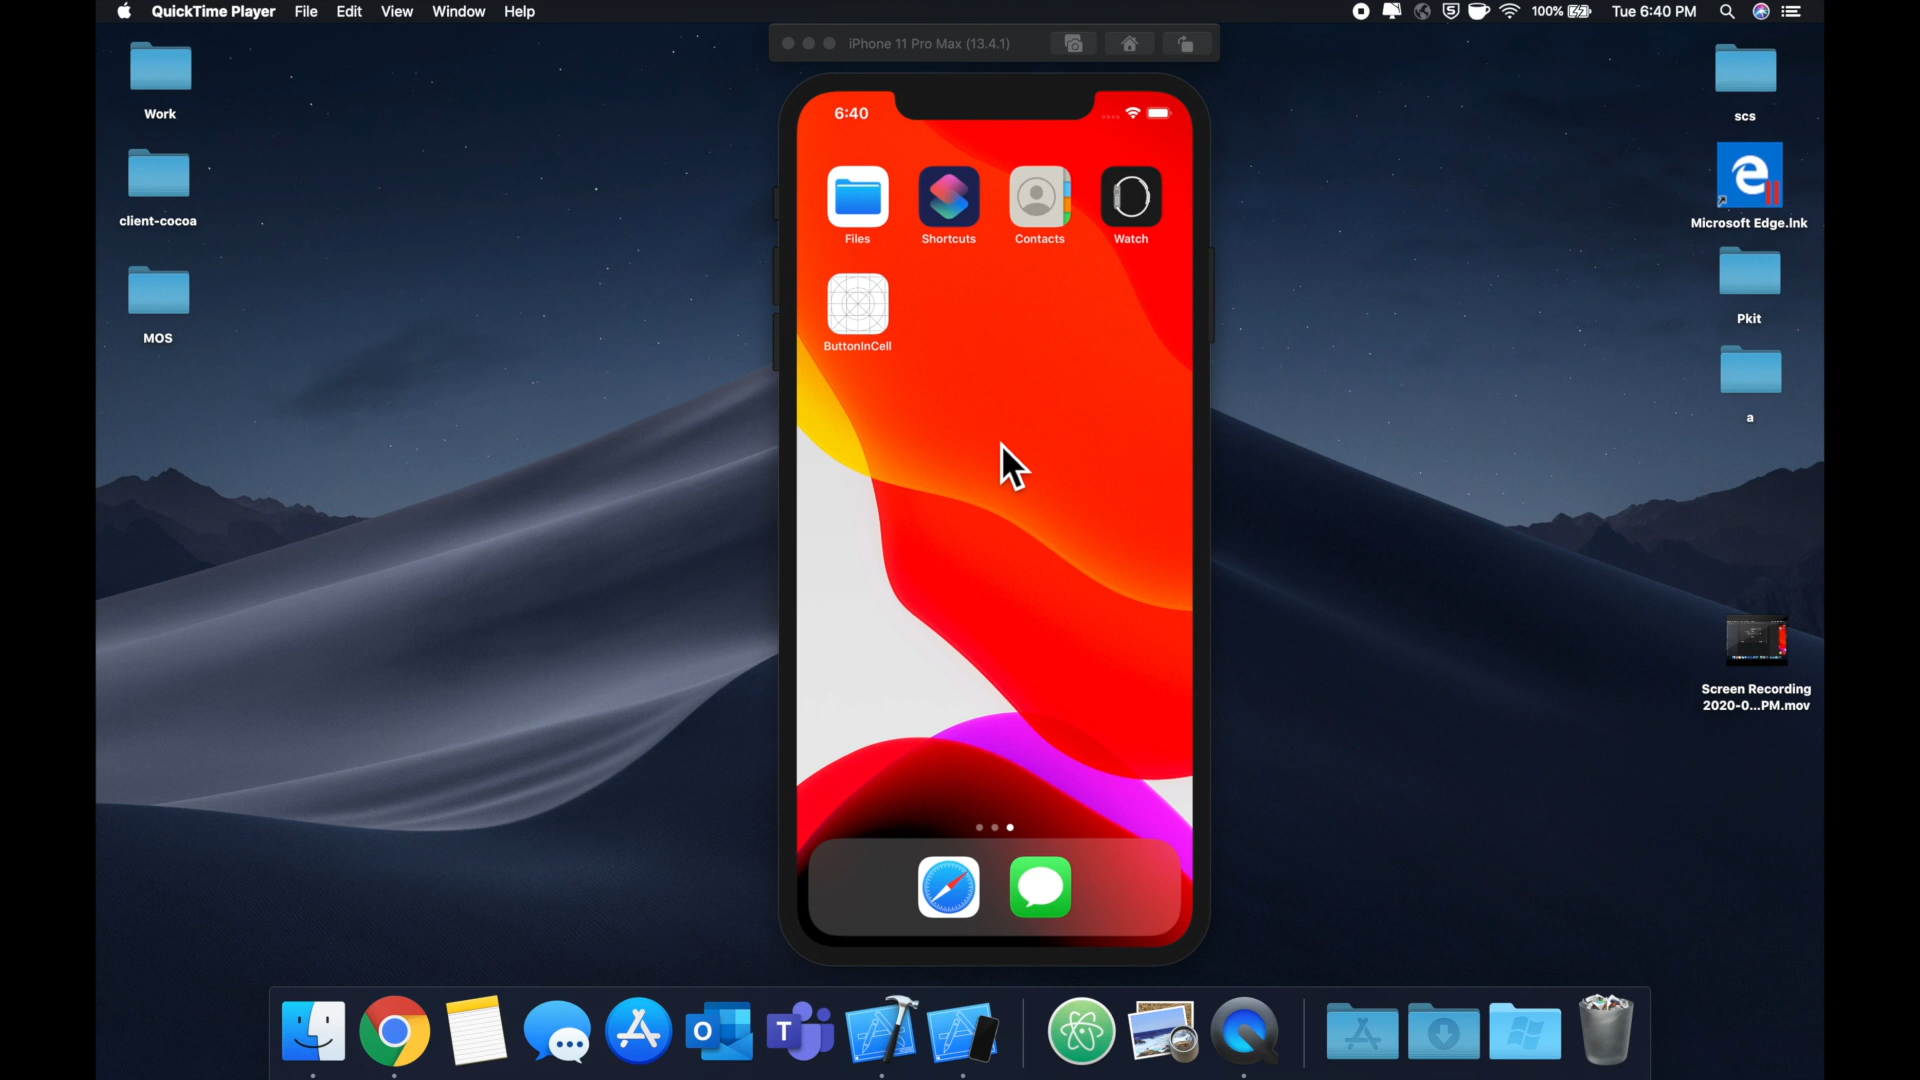 QuickTime Player File Edit View Window Help
100% Tue 6:40 PM
Work
client-cocoa
MOS
iPhone 11 Pro Max (13.4.1)
6:40
Files Shortcuts Contacts Watch
ButtonInCell
scs
Microsoft Edge.lnk
Pkit
a
Screen Recording
2020-0...PM.mov